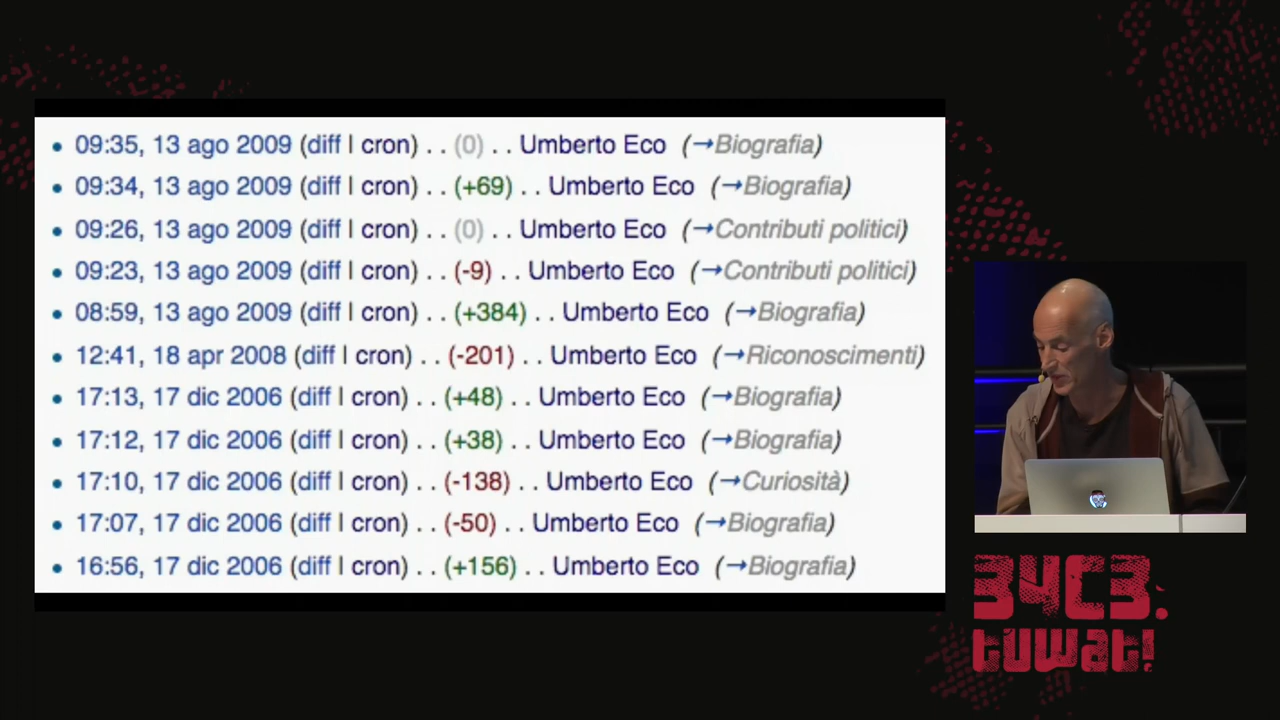 • 09:35, 13 ago 2009 (diff | cron) . . (0) . . Umberto Eco (→Biografia)
• 09:34, 13 ago 2009 (diff | cron) . . (+69) . . Umberto Eco (→Biografia)
• 09:26, 13 ago 2009 (diff | cron) . . (0) . . Umberto Eco (→Contributi politici)
• 09:23, 13 ago 2009 (diff | cron) . . (-9) . . Umberto Eco (→Contributi politici)
• 08:59, 13 ago 2009 (diff | cron) . . (+384) . . Umberto Eco (→Biografia)
• 12:41, 18 apr 2008 (diff | cron) . . (-201) . . Umberto Eco (→Riconoscimenti)
• 17:13, 17 dic 2006 (diff | cron) . . (+48) . . Umberto Eco (→Biografia)
• 17:12, 17 dic 2006 (diff | cron) . . (+38) . . Umberto Eco (→Biografia)
• 17:10, 17 dic 2006 (diff | cron) . . (-138) . . Umberto Eco (→Curiosità)
• 17:07, 17 dic 2006 (diff | cron) . . (-50) . . Umberto Eco (→Biografia)
• 16:56, 17 dic 2006 (diff | cron) . . (+156) . . Umberto Eco (→Biografia)
34C3.
tuwat!